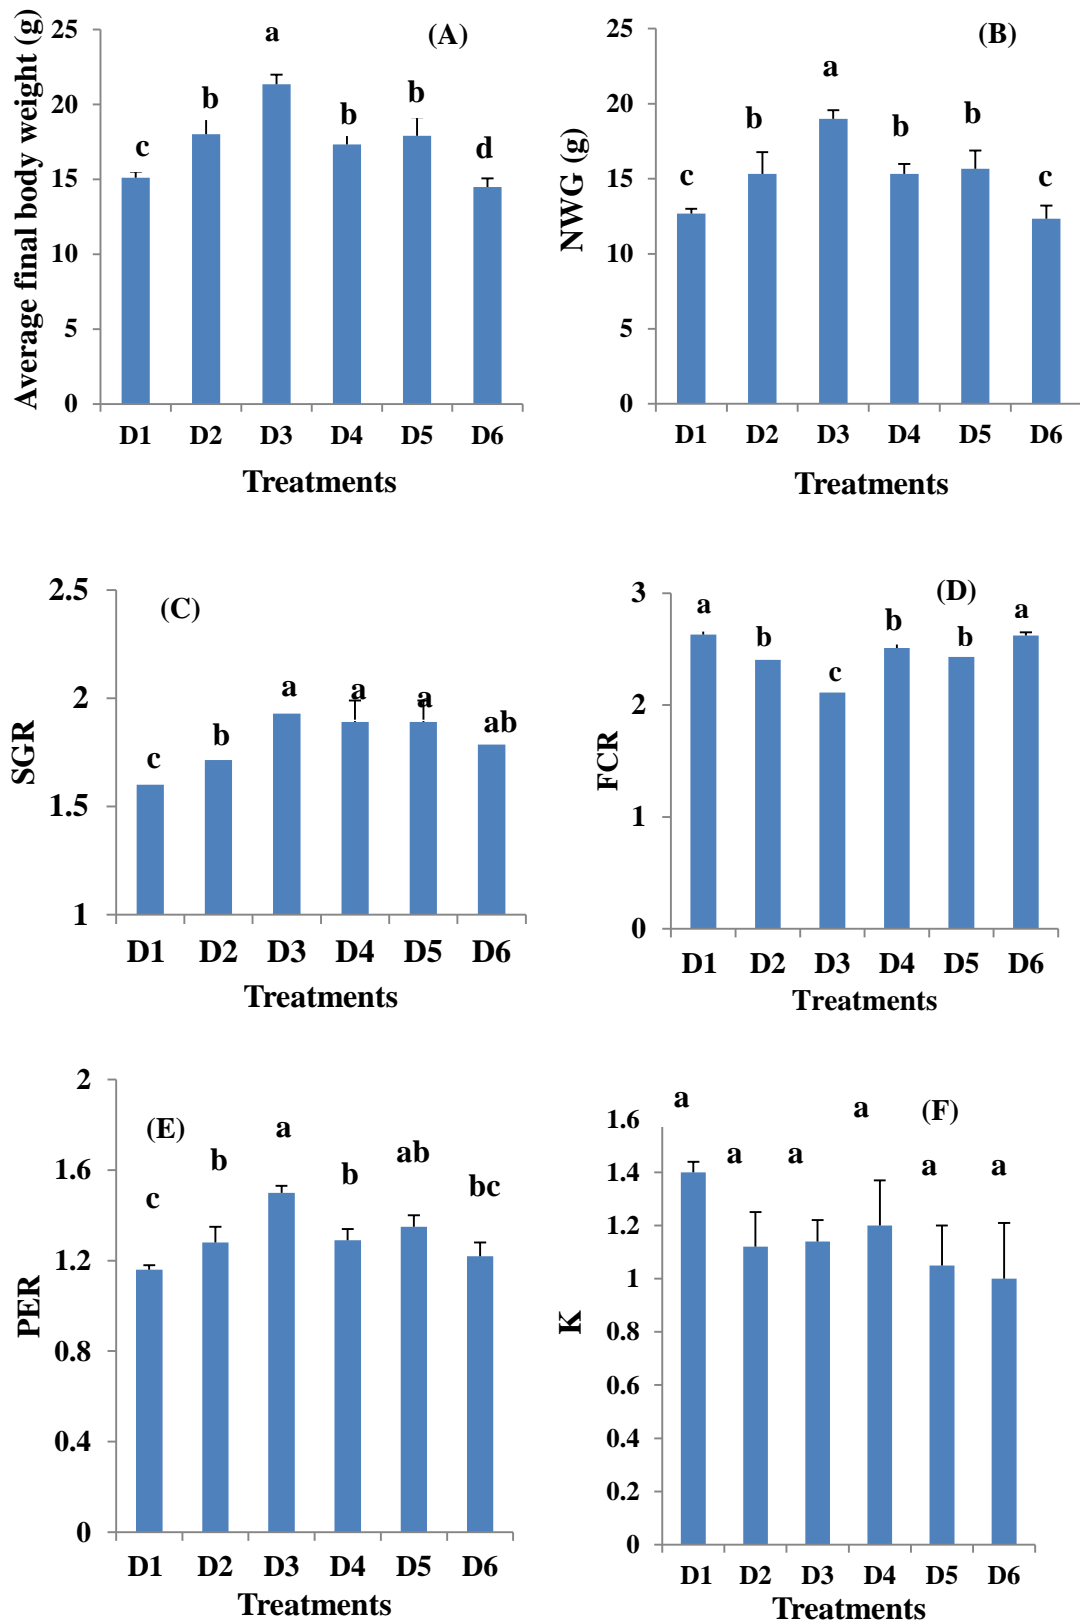 Average final body weight (g)
25
20
15
10
5
0
(A)
c
b
a
b
b
d
D1 D2 D3 D4 D5 D6
Treatments
NWG (g)
25
20
15
10
5
0
(B)
c
b
a
b
b
c
D1 D2 D3 D4 D5 D6
Treatments
SGR
2.5
2
1.5
1
(C)
c
b
a
a
a
ab
D1 D2 D3 D4 D5 D6
Treatments
FCR
3
2
1
0
(D)
a
b
c
b
b
a
D1 D2 D3 D4 D5 D6
Treatments
PER
2
1.6
1.2
0.8
0.4
0
(E)
c
b
a
b
ab
bc
D1 D2 D3 D4 D5 D6
Treatments
K
1.6
1.4
1.2
1
0.8
0.6
0.4
0.2
0
(F)
a
a
a
a
a
a
D1 D2 D3 D4 D5 D6
Treatments